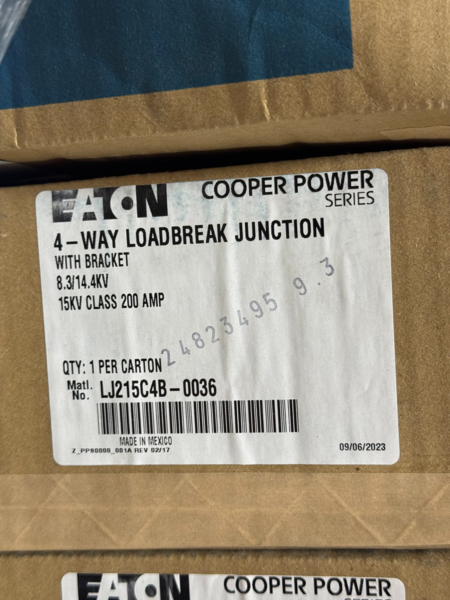 EATON COOPER POWER
SERIES
4-WAY LOADBREAK JUNCTION
WITH BRACKET
8.3/14.4KV
15KV CLASS 200 AMP
24823495 9.3
QTY: 1 PER CARTON
Matl. No. LJ215C4B-0036
MADE IN MEXICO
Z_PP80000_001A REV 02/17
09/06/2023
EATON COOPER POWER
SERIES